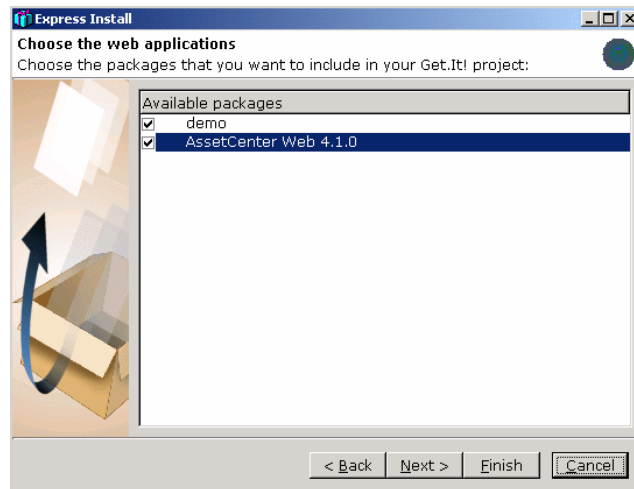 Express Install
Choose the web applications
Choose the packages that you want to include in your Get.It! project:
Available packages
demo
AssetCenter Web 4.1.0
< Back
Next >
Finish
Cancel